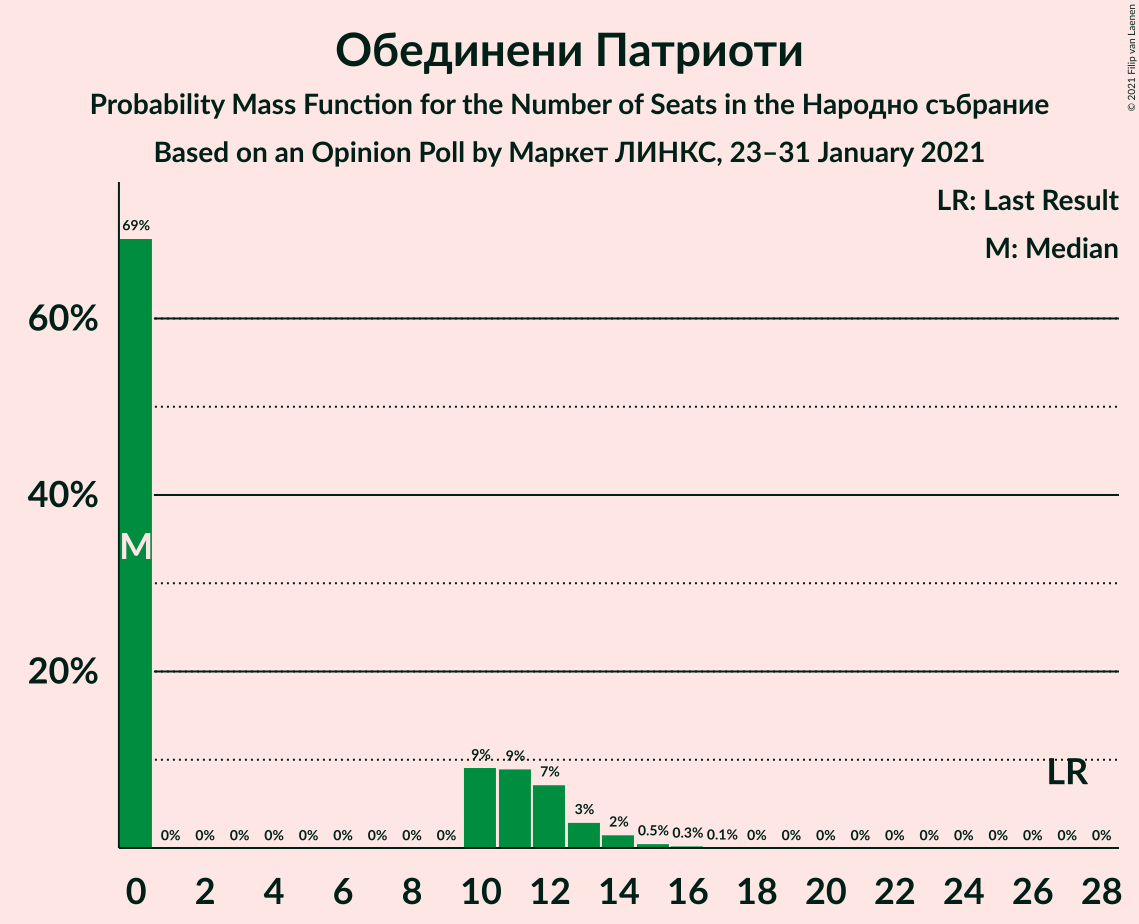 Обединени Патриоти
Probability Mass Function for the Number of Seats in the Народно събрание
Based on an Opinion Poll by Маркет ЛИНКС, 23–31 January 2021
© 2021 Filip van Laenen
LR: Last Result
M: Median
60%
40%
20%
69%
0% 0% 0% 0% 0% 0% 0% 0% 0% 9% 9% 7% 3% 2% 0.5% 0.3% 0.1% 0% 0% 0% 0% 0% 0% 0% 0% 0% 0% 0%
M
LR
0 2 4 6 8 10 12 14 16 18 20 22 24 26 28